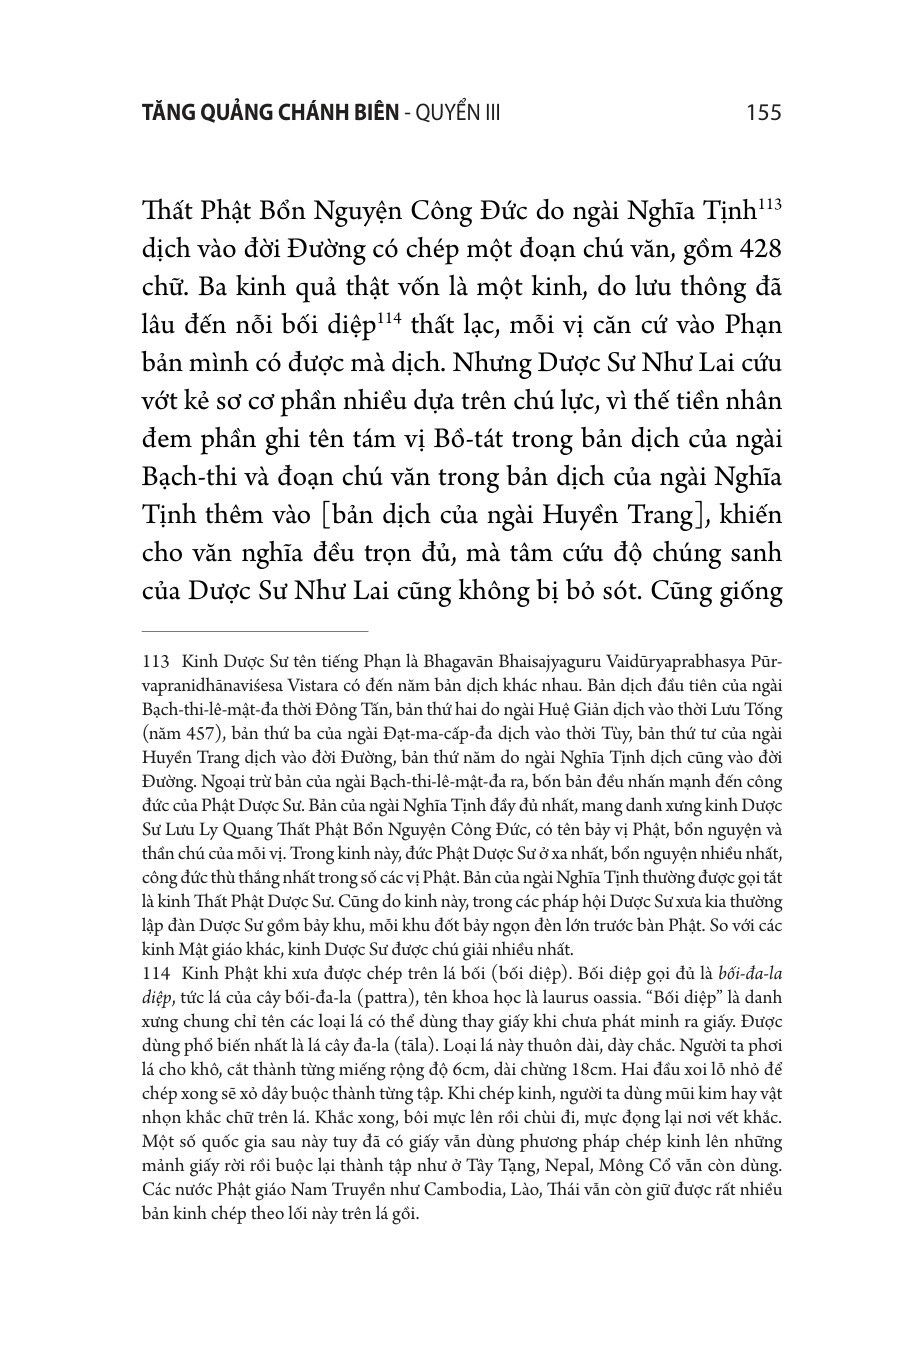 TĂNG QUẢNG CHÁNH BIÊN - QUYỂN III 155
Thất Phật Bổn Nguyện Công Đức do ngài Nghĩa Tịnh113
dịch vào đời Đường có chép một đoạn chú văn, gồm 428
chữ. Ba kinh quả thật vốn là một kinh, do lưu thông đã
lâu đến nỗi bối diệp114 thất lạc, mỗi vị căn cứ vào Phạn
bản mình có được mà dịch. Nhưng Dược Sư Như Lai cứu
vớt kẻ sơ cơ phần nhiều dựa trên chú lực, vì thế tiền nhân
đem phần ghi tên tám vị Bồ-tát trong bản dịch của ngài
Bạch-thi và đoạn chú văn trong bản dịch của ngài Nghĩa
Tịnh thêm vào [bản dịch của ngài Huyền Trang], khiến
cho văn nghĩa đều trọn đủ, mà tâm cứu độ chúng sanh
của Dược Sư Như Lai cũng không bị bỏ sót. Cũng giống
113 Kinh Dược Sư tên tiếng Phạn là Bhagavān Bhaisajyaguru Vaidūryaprabhasya Pūr-
vapranidhānaviśesa Vistara có đến năm bản dịch khác nhau. Bản dịch đầu tiên của ngài
Bạch-thi-lê-mật-đa thời Đông Tấn, bản thứ hai do ngài Huệ Giản dịch vào thời Lưu Tống
(năm 457), bản thứ ba của ngài Đạt-ma-cấp-đa dịch vào thời Tùy, bản thứ tư của ngài
Huyền Trang dịch vào đời Đường, bản thứ năm do ngài Nghĩa Tịnh dịch cũng vào đời
Đường. Ngoại trừ bản của ngài Bạch-thi-lê-mật-đa ra, bốn bản đều nhấn mạnh đến công
đức của Phật Dược Sư. Bản của ngài Nghĩa Tịnh đầy đủ nhất, mang danh xưng kinh Dược
Sư Lưu Ly Quang Thất Phật Bổn Nguyện Công Đức, có tên bảy vị Phật, bổn nguyện và
thần chú của mỗi vị. Trong kinh này, đức Phật Dược Sư ở xa nhất, bổn nguyện nhiều nhất,
công đức thù thắng nhất trong số các vị Phật. Bản của ngài Nghĩa Tịnh thường được gọi tắt
là kinh Thất Phật Dược Sư. Cũng do kinh này, trong các pháp hội Dược Sư xưa kia thường
lập đàn Dược Sư gồm bảy khu, mỗi khu đốt bảy ngọn đèn lớn trước bàn Phật. So với các
kinh Mật giáo khác, kinh Dược Sư được chú giải nhiều nhất.
114 Kinh Phật khi xưa được chép trên lá bối (bối diệp). Bối diệp gọi đủ là bối-đa-la
diệp, tức lá của cây bối-đa-la (pattra), tên khoa học là laurus oassia. “Bối diệp” là danh
xưng chung chỉ tên các loại lá có thể dùng thay giấy khi chưa phát minh ra giấy. Được
dùng phổ biến nhất là lá cây đa-la (tāla). Loại lá này thuôn dài, dày chắc. Người ta phơi
lá cho khô, cắt thành từng miếng rộng độ 6cm, dài chừng 18cm. Hai đầu xoi lỗ nhỏ để
chép xong sẽ xỏ dây buộc thành từng tập. Khi chép kinh, người ta dùng mũi kim hay vật
nhọn khắc chữ trên lá. Khắc xong, bôi mực lên rồi chùi đi, mực đọng lại nơi vết khắc.
Một số quốc gia sau này tuy đã có giấy vẫn dùng phương pháp chép kinh lên những
mảnh giấy rời rồi buộc lại thành tập như ở Tây Tạng, Nepal, Mông Cổ vẫn còn dùng.
Các nước Phật giáo Nam Truyền như Cambodia, Lào, Thái vẫn còn giữ được rất nhiều
bản kinh chép theo lối này trên lá gồi.